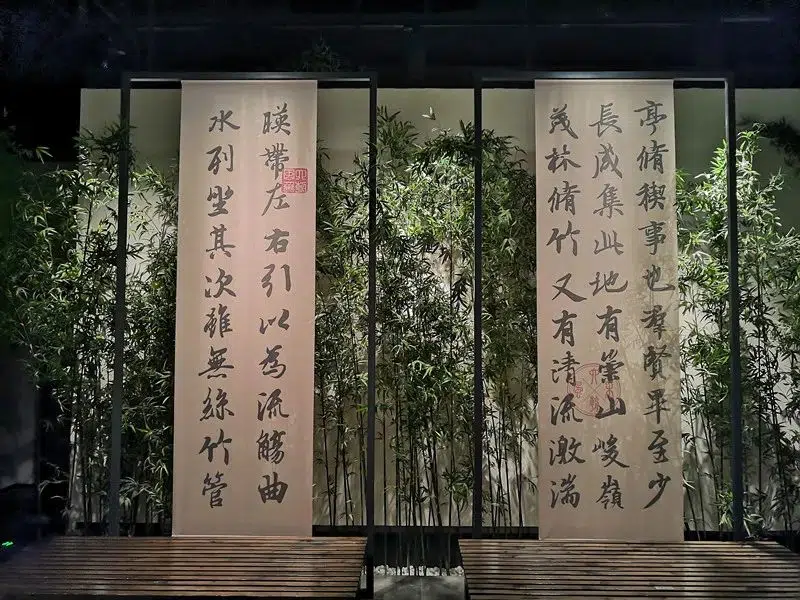 亭脩稧事也羣賢畢至少
長咸集此地有崇山峻嶺
茂林脩竹又有清流激湍
暎帶左右引以為流觴曲
水列坐其次雖無絲竹管